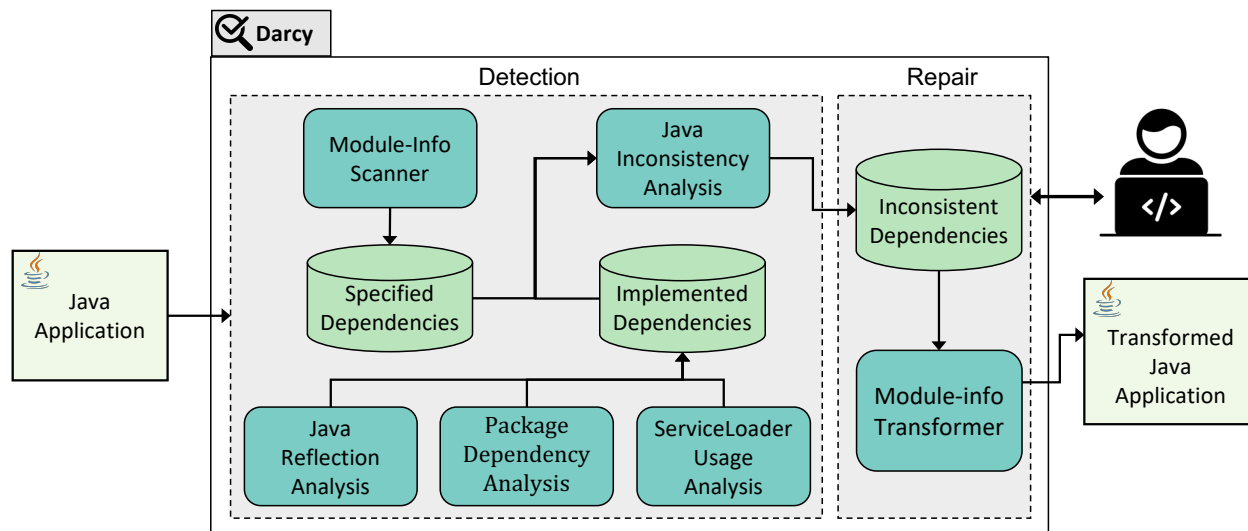 Darcy
Detection
Repair
Module-Info
Scanner
Java
Inconsistency
Analysis
Inconsistent
Dependencies
</>
Java
Application
Specified
Dependencies
Implemented
Dependencies
Transformed
Java
Application
Module-info
Transformer
Java
Reflection
Analysis
Package
Dependency
Analysis
ServiceLoader
Usage
Analysis